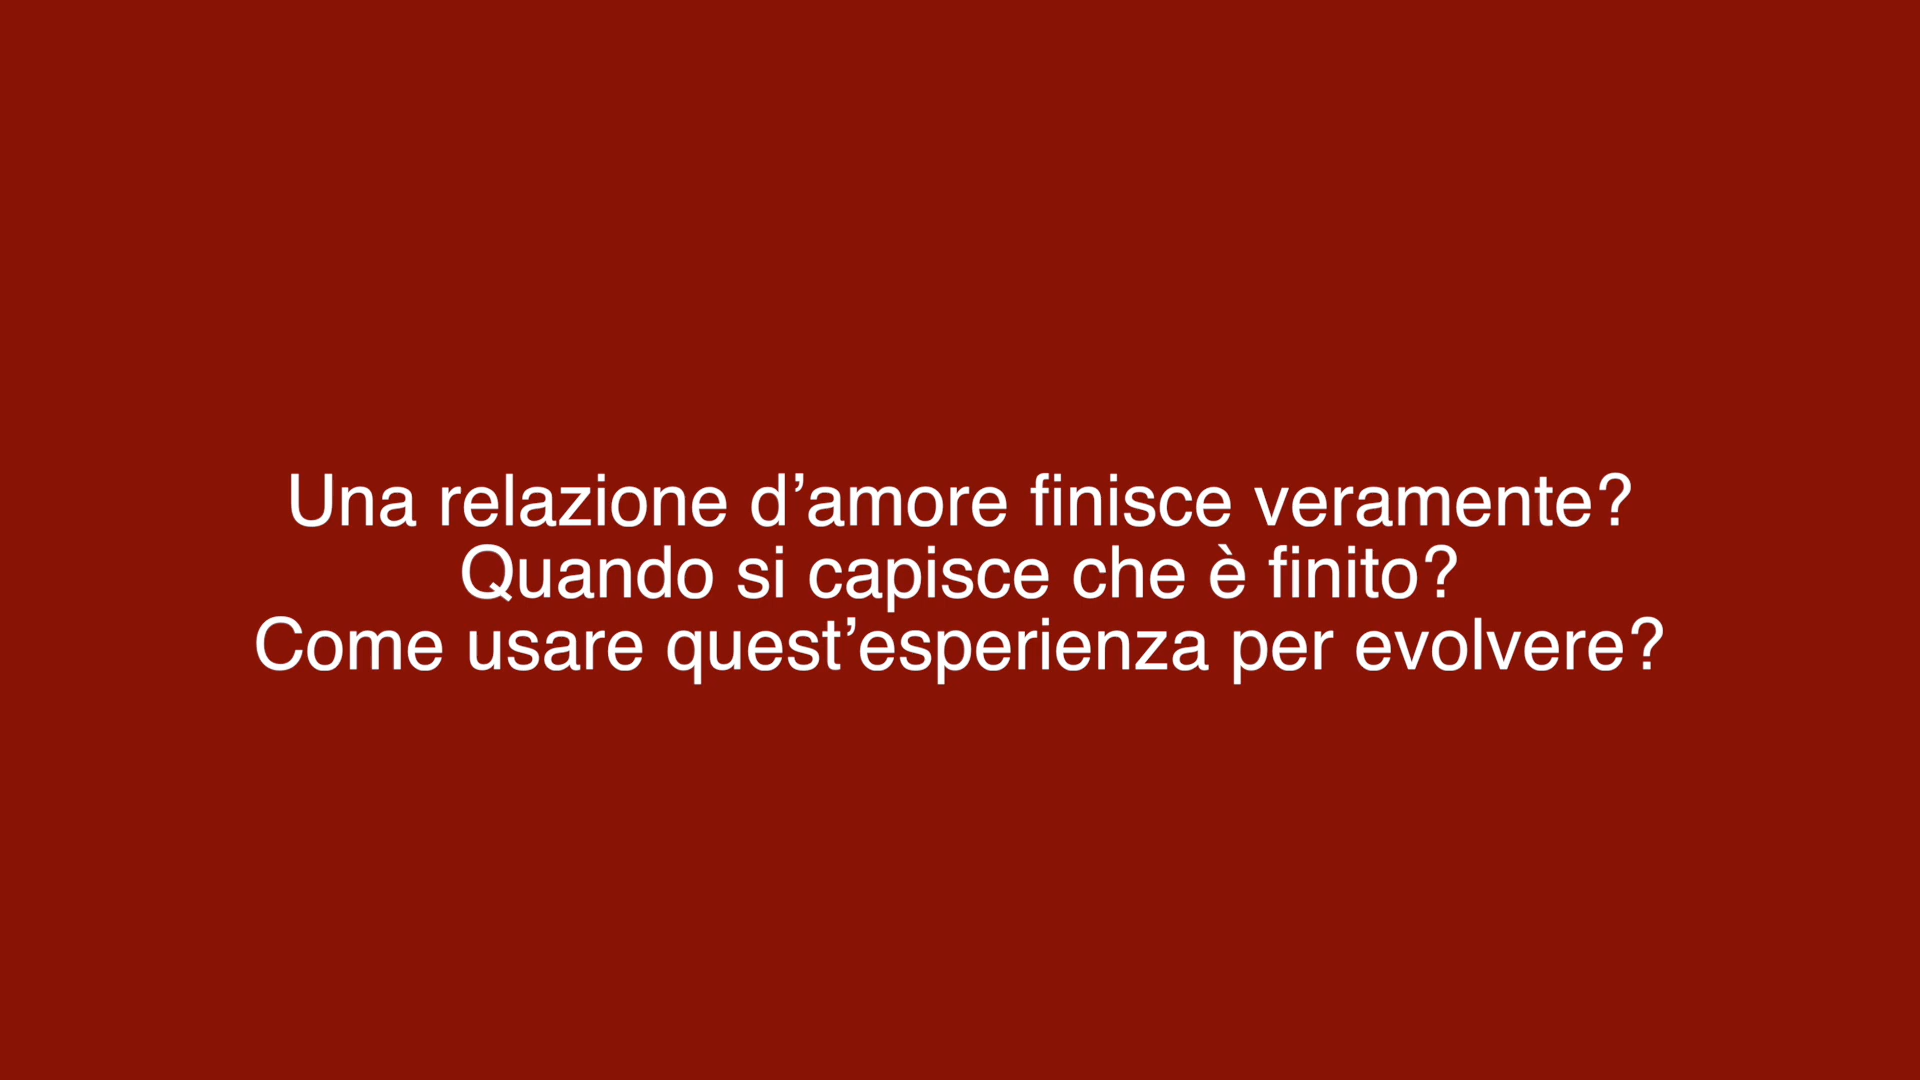 Una relazione d’amore finisce veramente?
Quando si capisce che è finito?
Come usare quest’esperienza per evolvere?